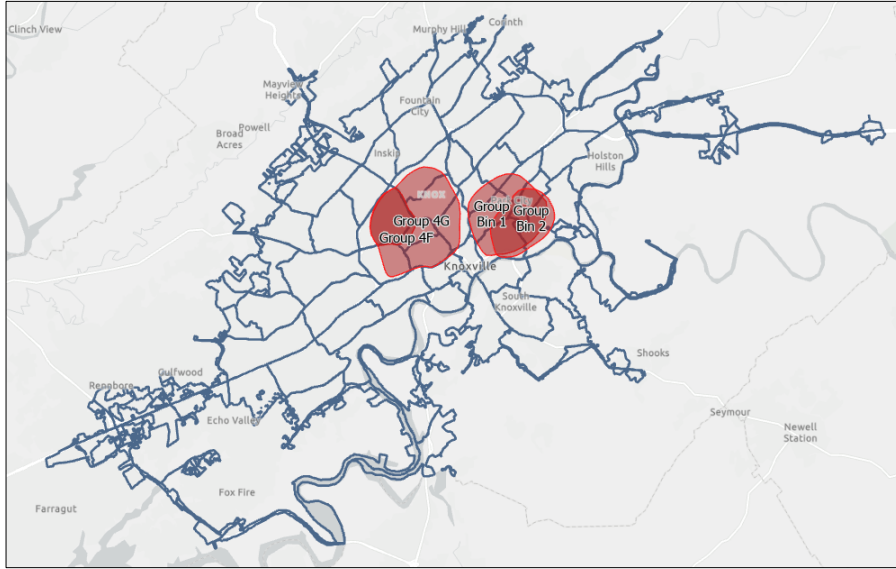 Clinch View
Murphy Hill
Corinth
Mayview
Heights
Fountain
City
Powell
Broad
Acres
Inskip
Holston
Hills
KNOX
Group 4G
Group 4F
Group
Bin 1
Group
Bin 2
Knoxville
South
Knoxville
Shooks
Gulfwood
Renebore
Echo Valley
Seymour
Newell
Station
Fox Fire
Farragut